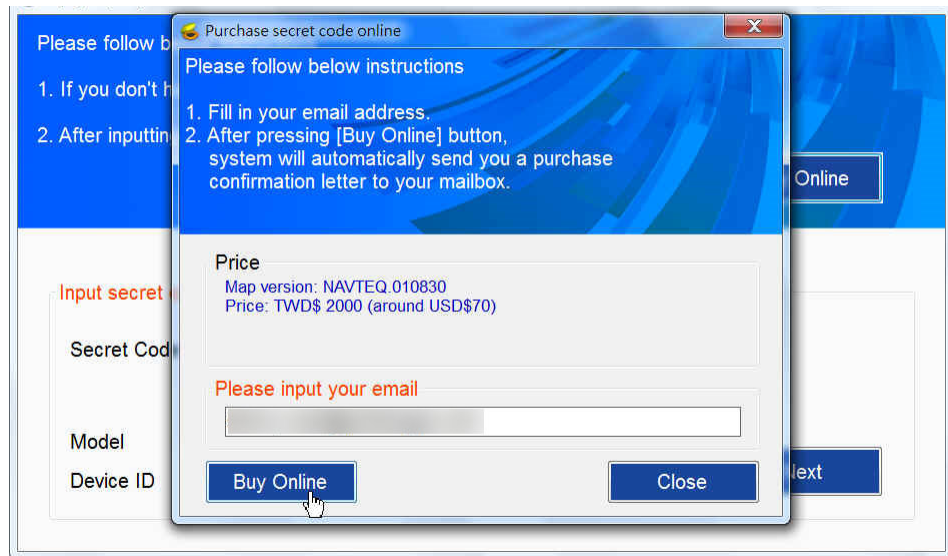 Purchase secret code online
Please follow below instructions
1. Fill in your email address.
2. After pressing [Buy Online] button,
system will automatically send you a purchase
confirmation letter to your mailbox.
Price
Map version: NAVTEQ.010830
Price: TWD$ 2000 (around USD$70)
Please input your email
Buy Online
Close
Please follow b
1. If you don't h
2. After inputtin
Online
Input secret
Secret Cod
Model
Device ID
Next